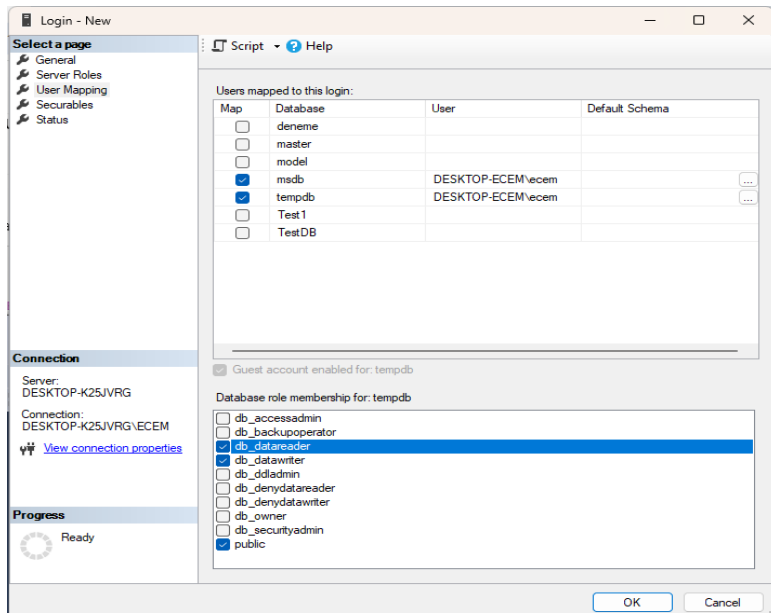 Login - New
Select a page
General
Server Roles
User Mapping
Securables
Status
Script
Help
Users mapped to this login:
Map Database User Default Schema
deneme
master
model
msdb DESKTOP-ECEM\ecem ...
tempdb DESKTOP-ECEM\ecem ...
Test1
TestDB
Guest account enabled for: tempdb
Database role membership for: tempdb
db_accessadmin
db_backupoperator
db_datareader
db_datawriter
db_ddladmin
db_denydatareader
db_denydatawriter
db_owner
db_securityadmin
public
Connection
Server:
DESKTOP-K25JVRG
Connection:
DESKTOP-K25JVRG\ECEM
View connection properties
Progress
Ready
OK Cancel